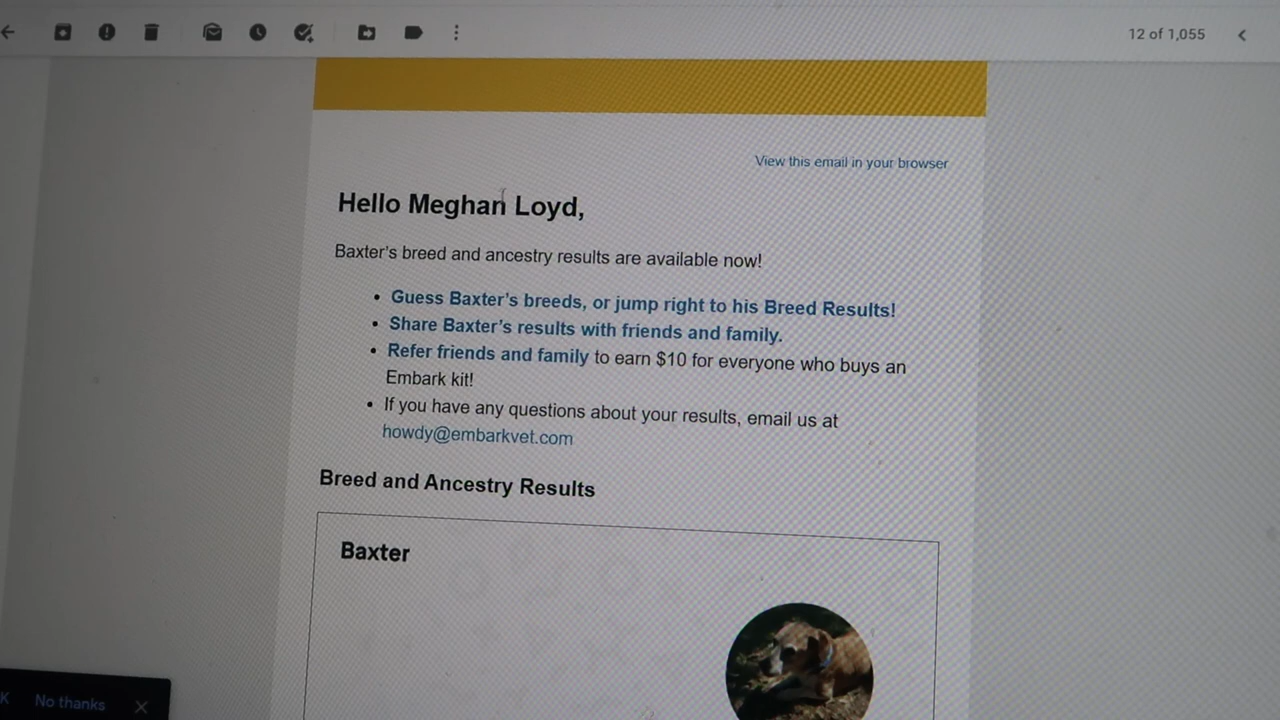 12 of 1,055
View this email in your browser
Hello Meghan Loyd,
Baxter's breed and ancestry results are available now!
• Guess Baxter's breeds, or jump right to his Breed Results!
• Share Baxter's results with friends and family.
• Refer friends and family to earn $10 for everyone who buys an
Embark kit!
• If you have any questions about your results, email us at
howdy@embarkvet.com
Breed and Ancestry Results
Baxter
K No thanks